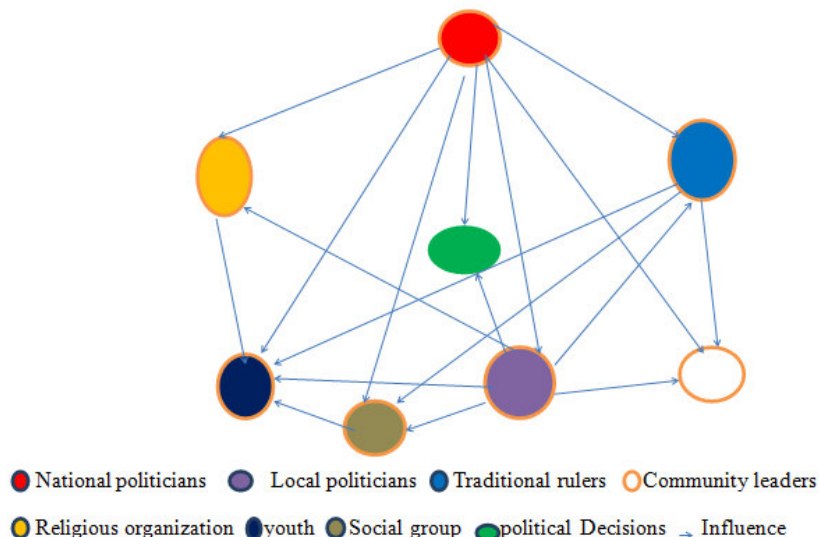 National politicians Local politicians Traditional rulers Community leaders
Religious organization youth Social group political Decisions Influence